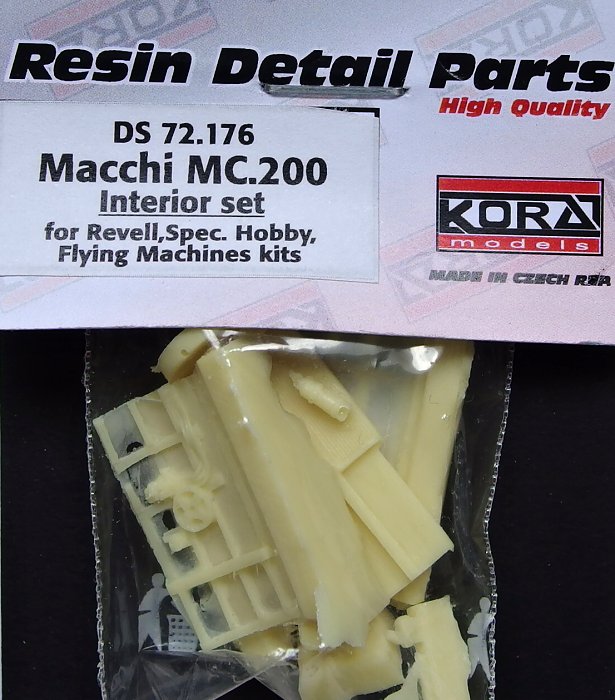 Resin Detail Parts
High Quality
DS 72.176
Macchi MC.200
Interior set
for Revell,Spec. Hobby,
Flying Machines kits
KORA
models
MADE IN CZECH REP.